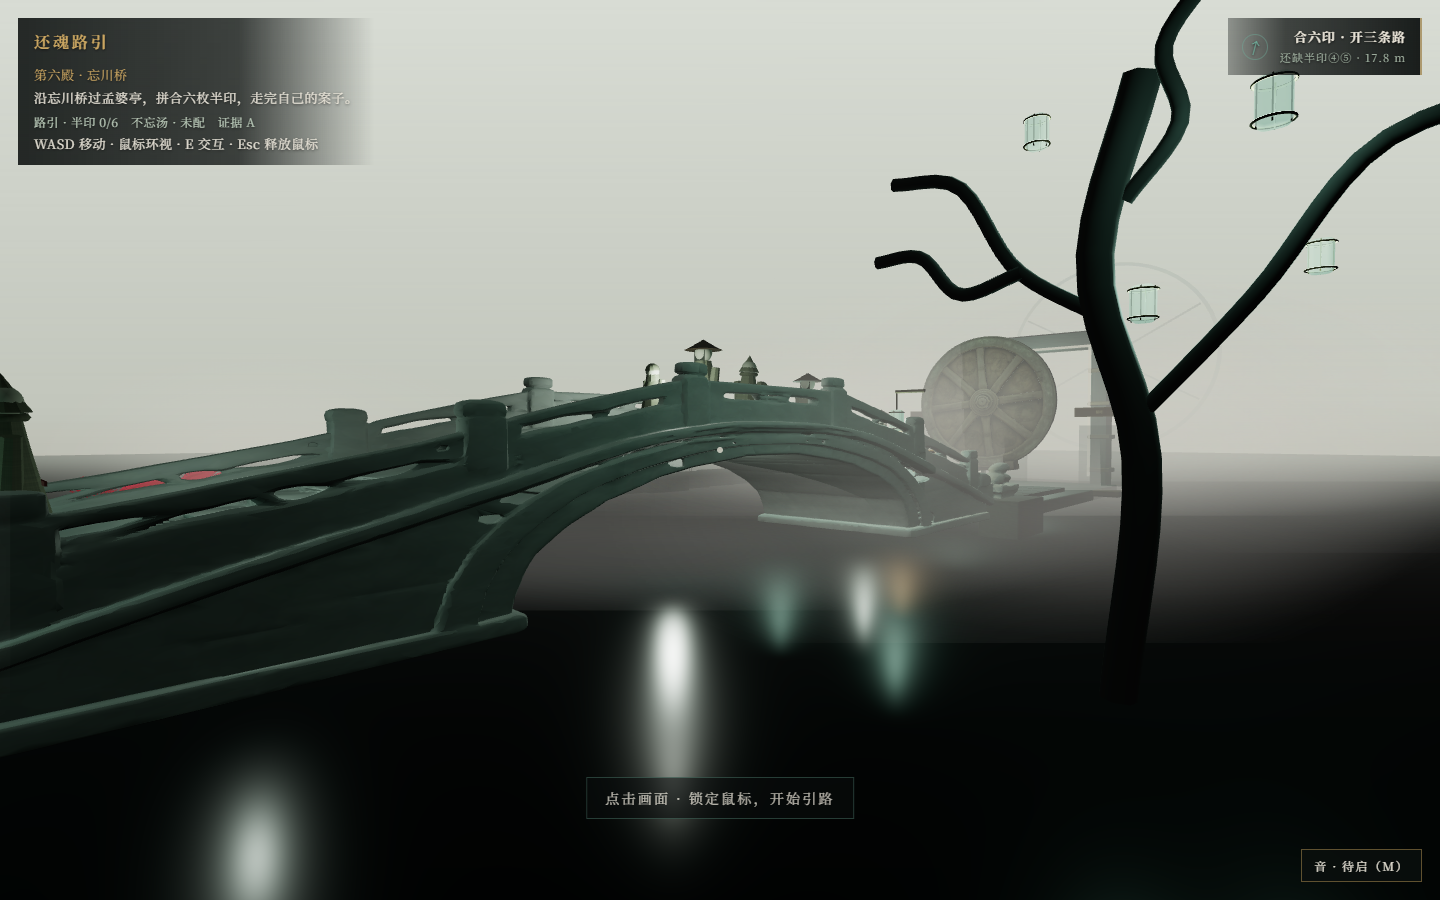 还魂路引
第六殿 · 忘川桥
沿忘川桥过孟婆亭，拼合六枚半印，走完自己的案子。
路引 · 半印 0/6 不忘汤 · 未配 证据 A
WASD 移动 · 鼠标环视 · E 交互 · Esc 释放鼠标
合六印 · 开三条路
还缺半印④⑤ · 17.8 m
点击画面 · 锁定鼠标，开始引路
音 · 待启（M）